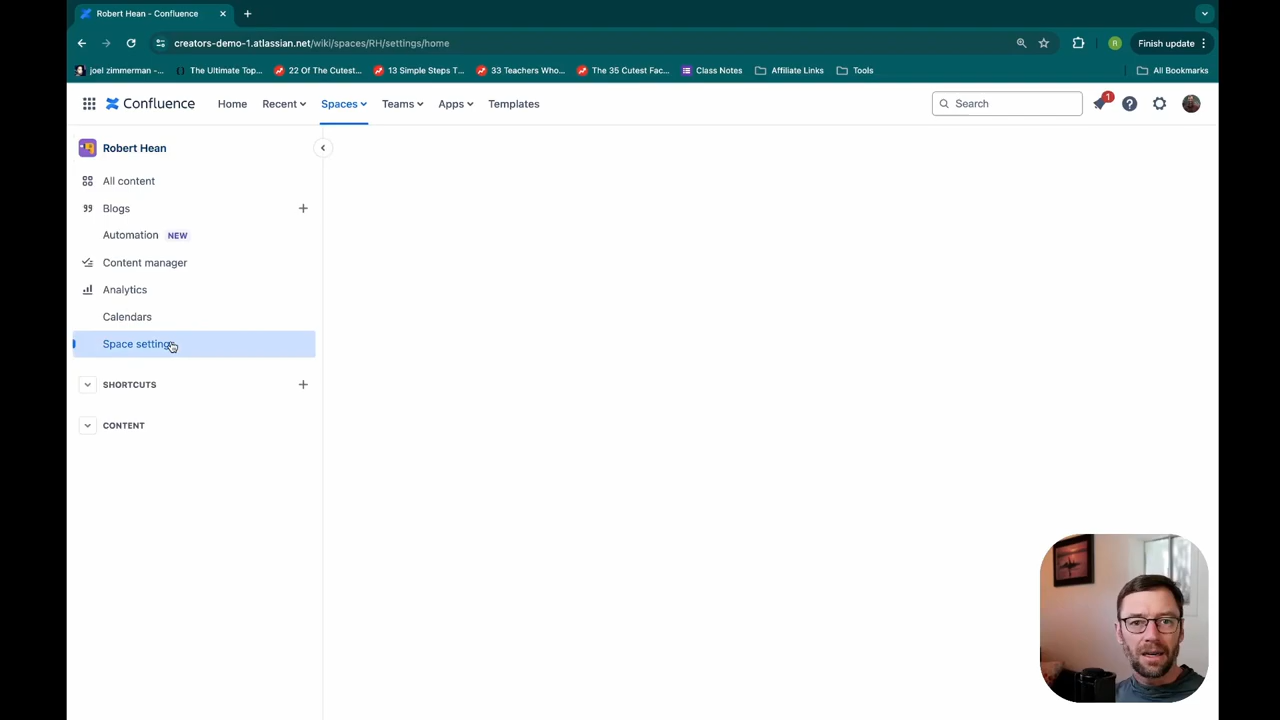 Robert Hean - Confluence
creators-demo-1.atlassian.net/wiki/spaces/RH/settings/home
Finish update
R
joel zimmerman -...
The Ultimate Top...
22 Of The Cutest...
13 Simple Steps T...
33 Teachers Who...
The 35 Cutest Fac...
Class Notes
Affiliate Links
Tools
All Bookmarks
Confluence
Home
Recent
Spaces
Teams
Apps
Templates
Search
1
Robert Hean
All content
Blogs
Automation NEW
Content manager
Analytics
Calendars
Space setting
SHORTCUTS
CONTENT